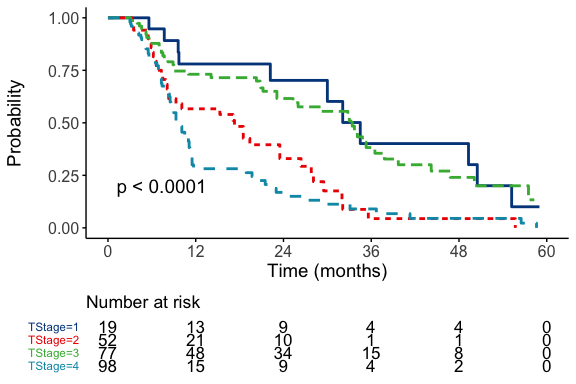 1.00
0.75
0.50
0.25
0.00
Probability
p < 0.0001
0 12 24 36 48 60
Time (months)
Number at risk
TStage=1 19 13 9 4 4 0
TStage=2 52 21 10 1 1 0
TStage=3 77 48 34 15 8 0
TStage=4 98 15 9 4 2 0